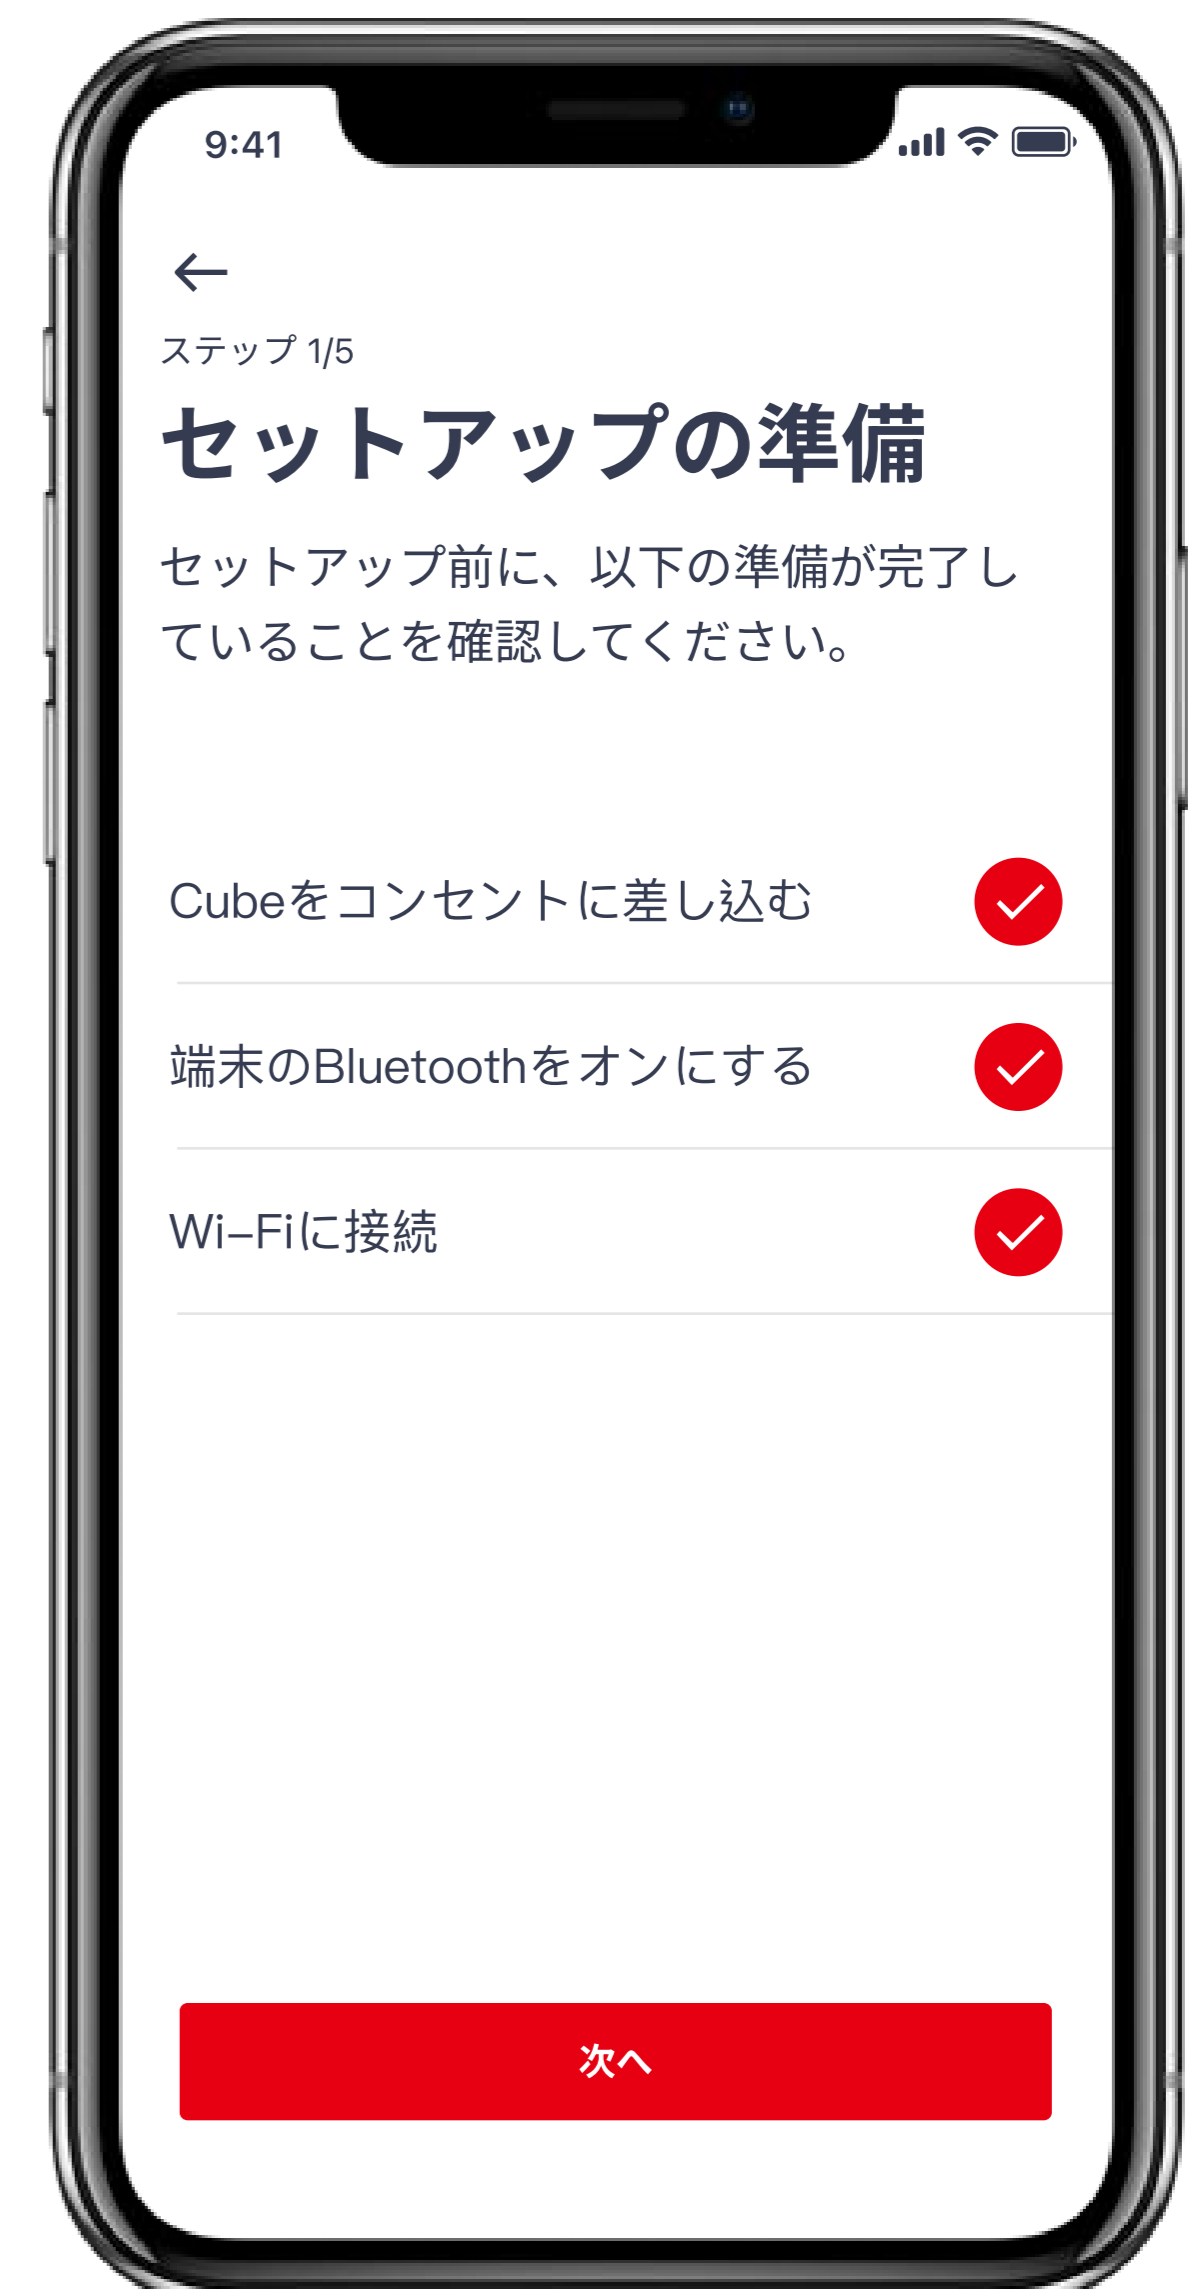 9:41
ステップ 1/5
セットアップの準備
セットアップ前に、以下の準備が完了し
ていることを確認してください。
Cubeをコンセントに差し込む
端末のBluetoothをオンにする
Wi-Fiに接続
次へ